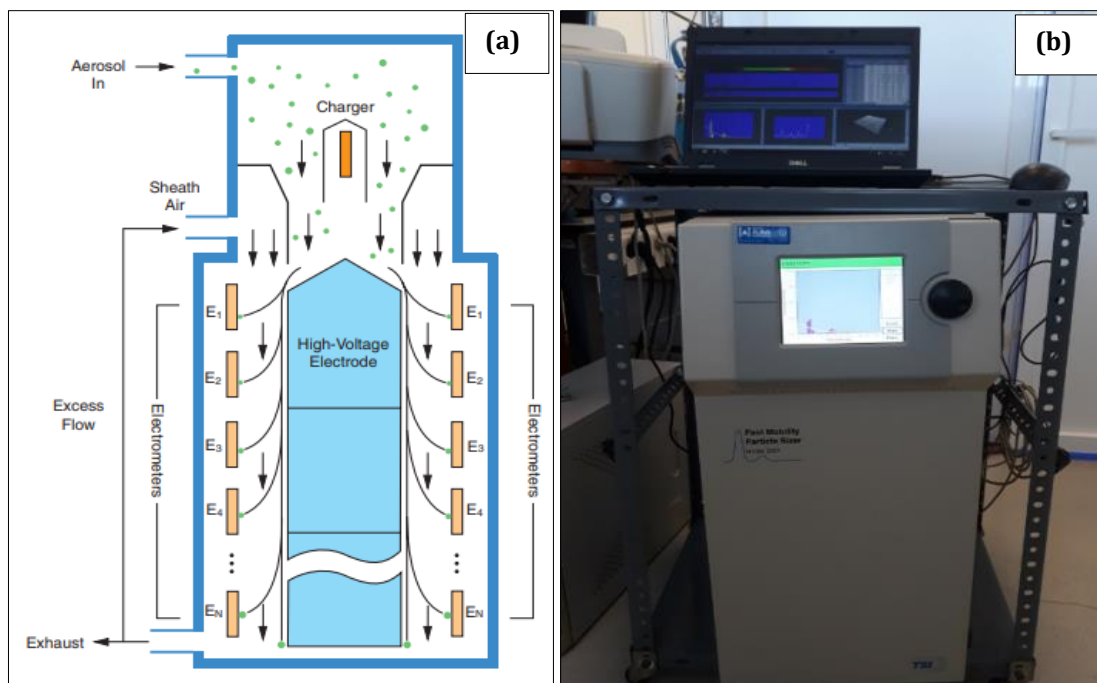 (a)
Aerosol
In
Charger
Sheath
Air
E1
E1
High-Voltage
Electrode
E2
E2
Excess
Flow
Electrometers
Electrometers
E3
E3
E4
E4
EN
EN
Exhaust
(b)
DELL
Fast Mobility
Particle Sizer
TSI